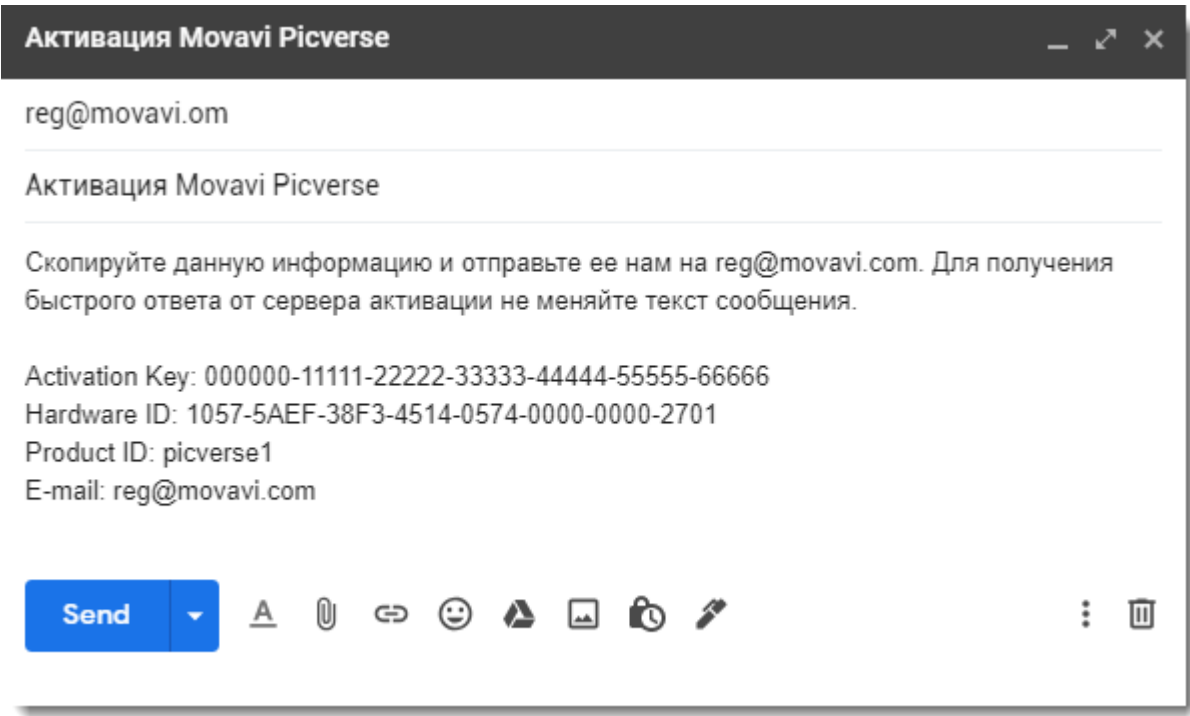 Активация Movavi Picverse
reg@movavi.om
Активация Movavi Picverse
Скопируйте данную информацию и отправьте ее нам на reg@movavi.com. Для получения
быстрого ответа от сервера активации не меняйте текст сообщения.
Activation Key: 000000-11111-22222-33333-44444-55555-66666
Hardware ID: 1057-5AEF-38F3-4514-0574-0000-0000-2701
Product ID: picverse1
E-mail: reg@movavi.com
Send